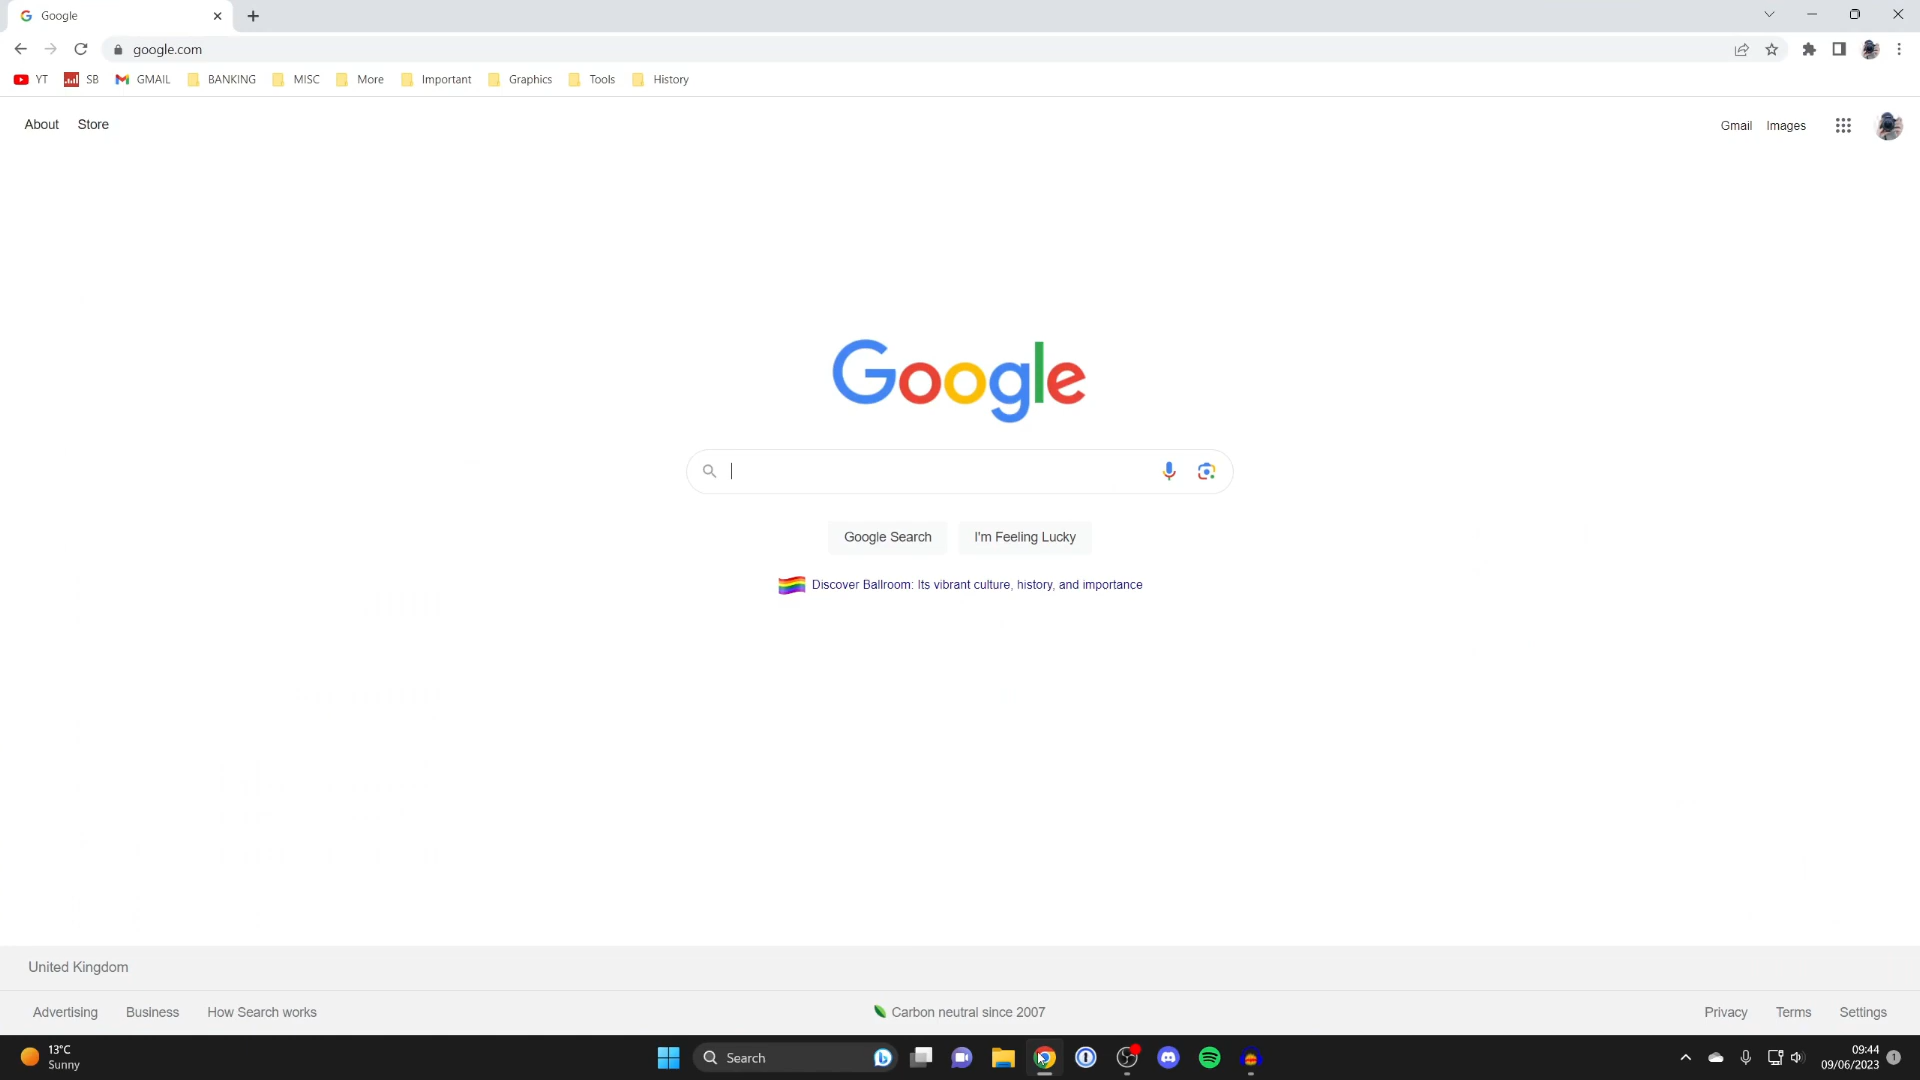 Google
google.com
YT SB GMAIL BANKING MISC More Important Graphics Tools History
About Store Gmail Images
Google
Google Search I'm Feeling Lucky
Discover Ballroom: Its vibrant culture, history, and importance
United Kingdom
Advertising Business How Search works Carbon neutral since 2007 Privacy Terms Settings
13°C
Sunny
Search
09:44
09/06/2023
1